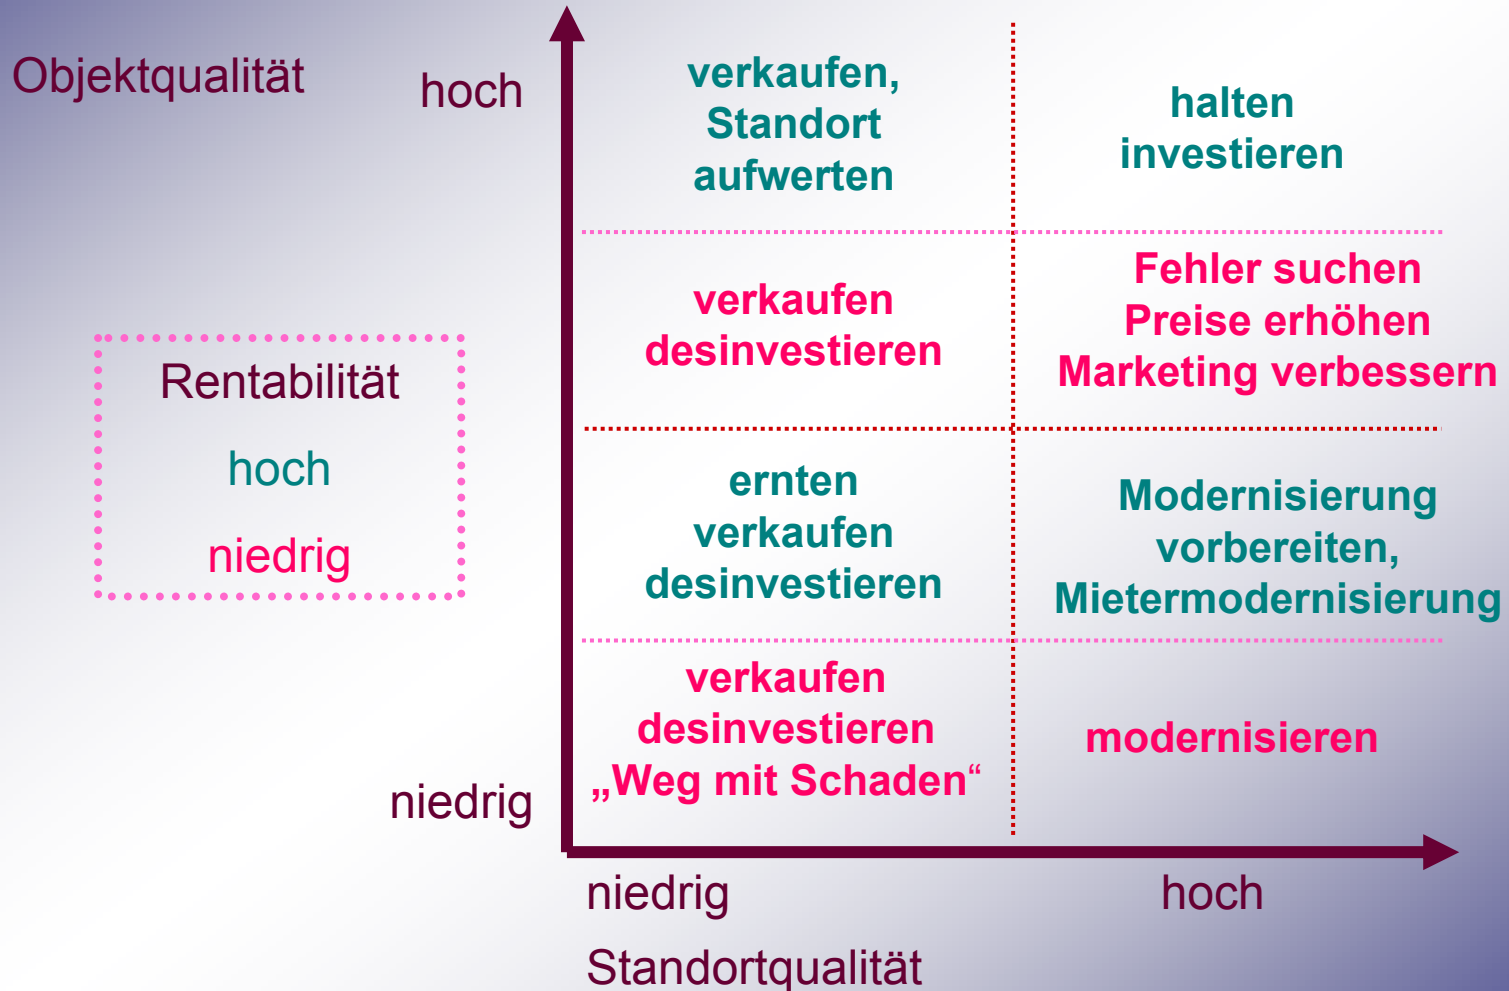 Objektqualität
hoch
verkaufen,
Standort
aufwerten
halten
investieren
verkaufen
desinvestieren
Fehler suchen
Preise erhöhen
Marketing verbessern
Rentabilität
hoch
niedrig
ernten
verkaufen
desinvestieren
Modernisierung
vorbereiten,
Mietermodernisierung
verkaufen
desinvestieren
„Weg mit Schaden“
modernisieren
niedrig
niedrig
hoch
Standortqualität